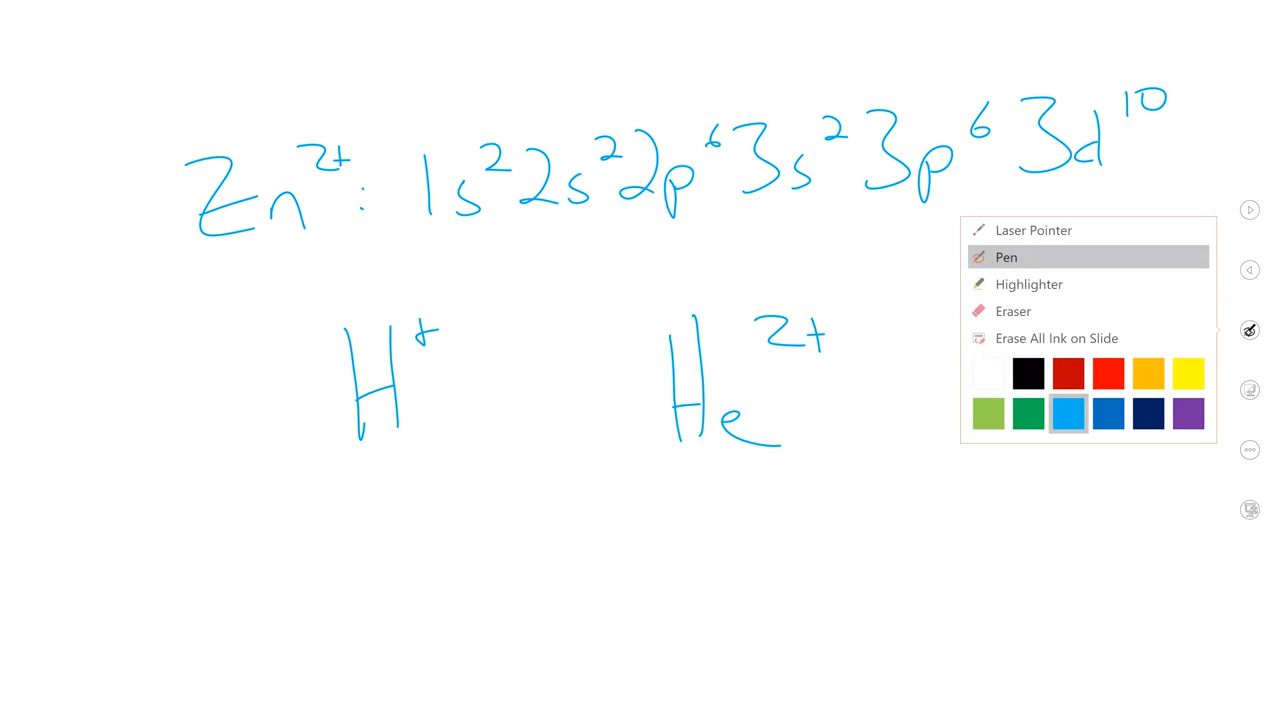 Zn²⁺: 1s²2s²2p⁶3s²3p⁶3d¹⁰
H⁺ He²⁺
Laser Pointer
Pen
Highlighter
Eraser
Erase All Ink on Slide